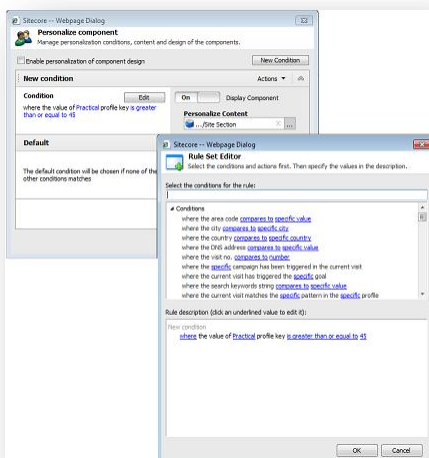 Sitecore -- Webpage Dialog
Personalize component
Manage personalization conditions, content and design of the components.
Enable personalization of component design
New Condition
New condition
Actions
Condition
Edit
where the value of Practical profile key is greater
than or equal to 45
On
Display Component
Personalize Content
.../Site Section
...
Default
The default condition will be chosen if none of the
other conditions matches
Sitecore -- Webpage Dialog
Rule Set Editor
Select the conditions and actions first. Then specify the values in the description.
Select the conditions for the rule:
Conditions
where the area code compares to specific value
where the city compares to specific city
where the country compares to specific country
where the DNS address compares to specific value
where the visit no. compares to number
where the specific campaign has been triggered in the current visit
where the current visit has triggered the specific goal
where the search keywords string compares to specific value
where the current visit matches the specific pattern in the specific profile
Rule description (click an underlined value to edit it):
New condition
where the value of Practical profile key is greater than or equal to 45
OK
Cancel